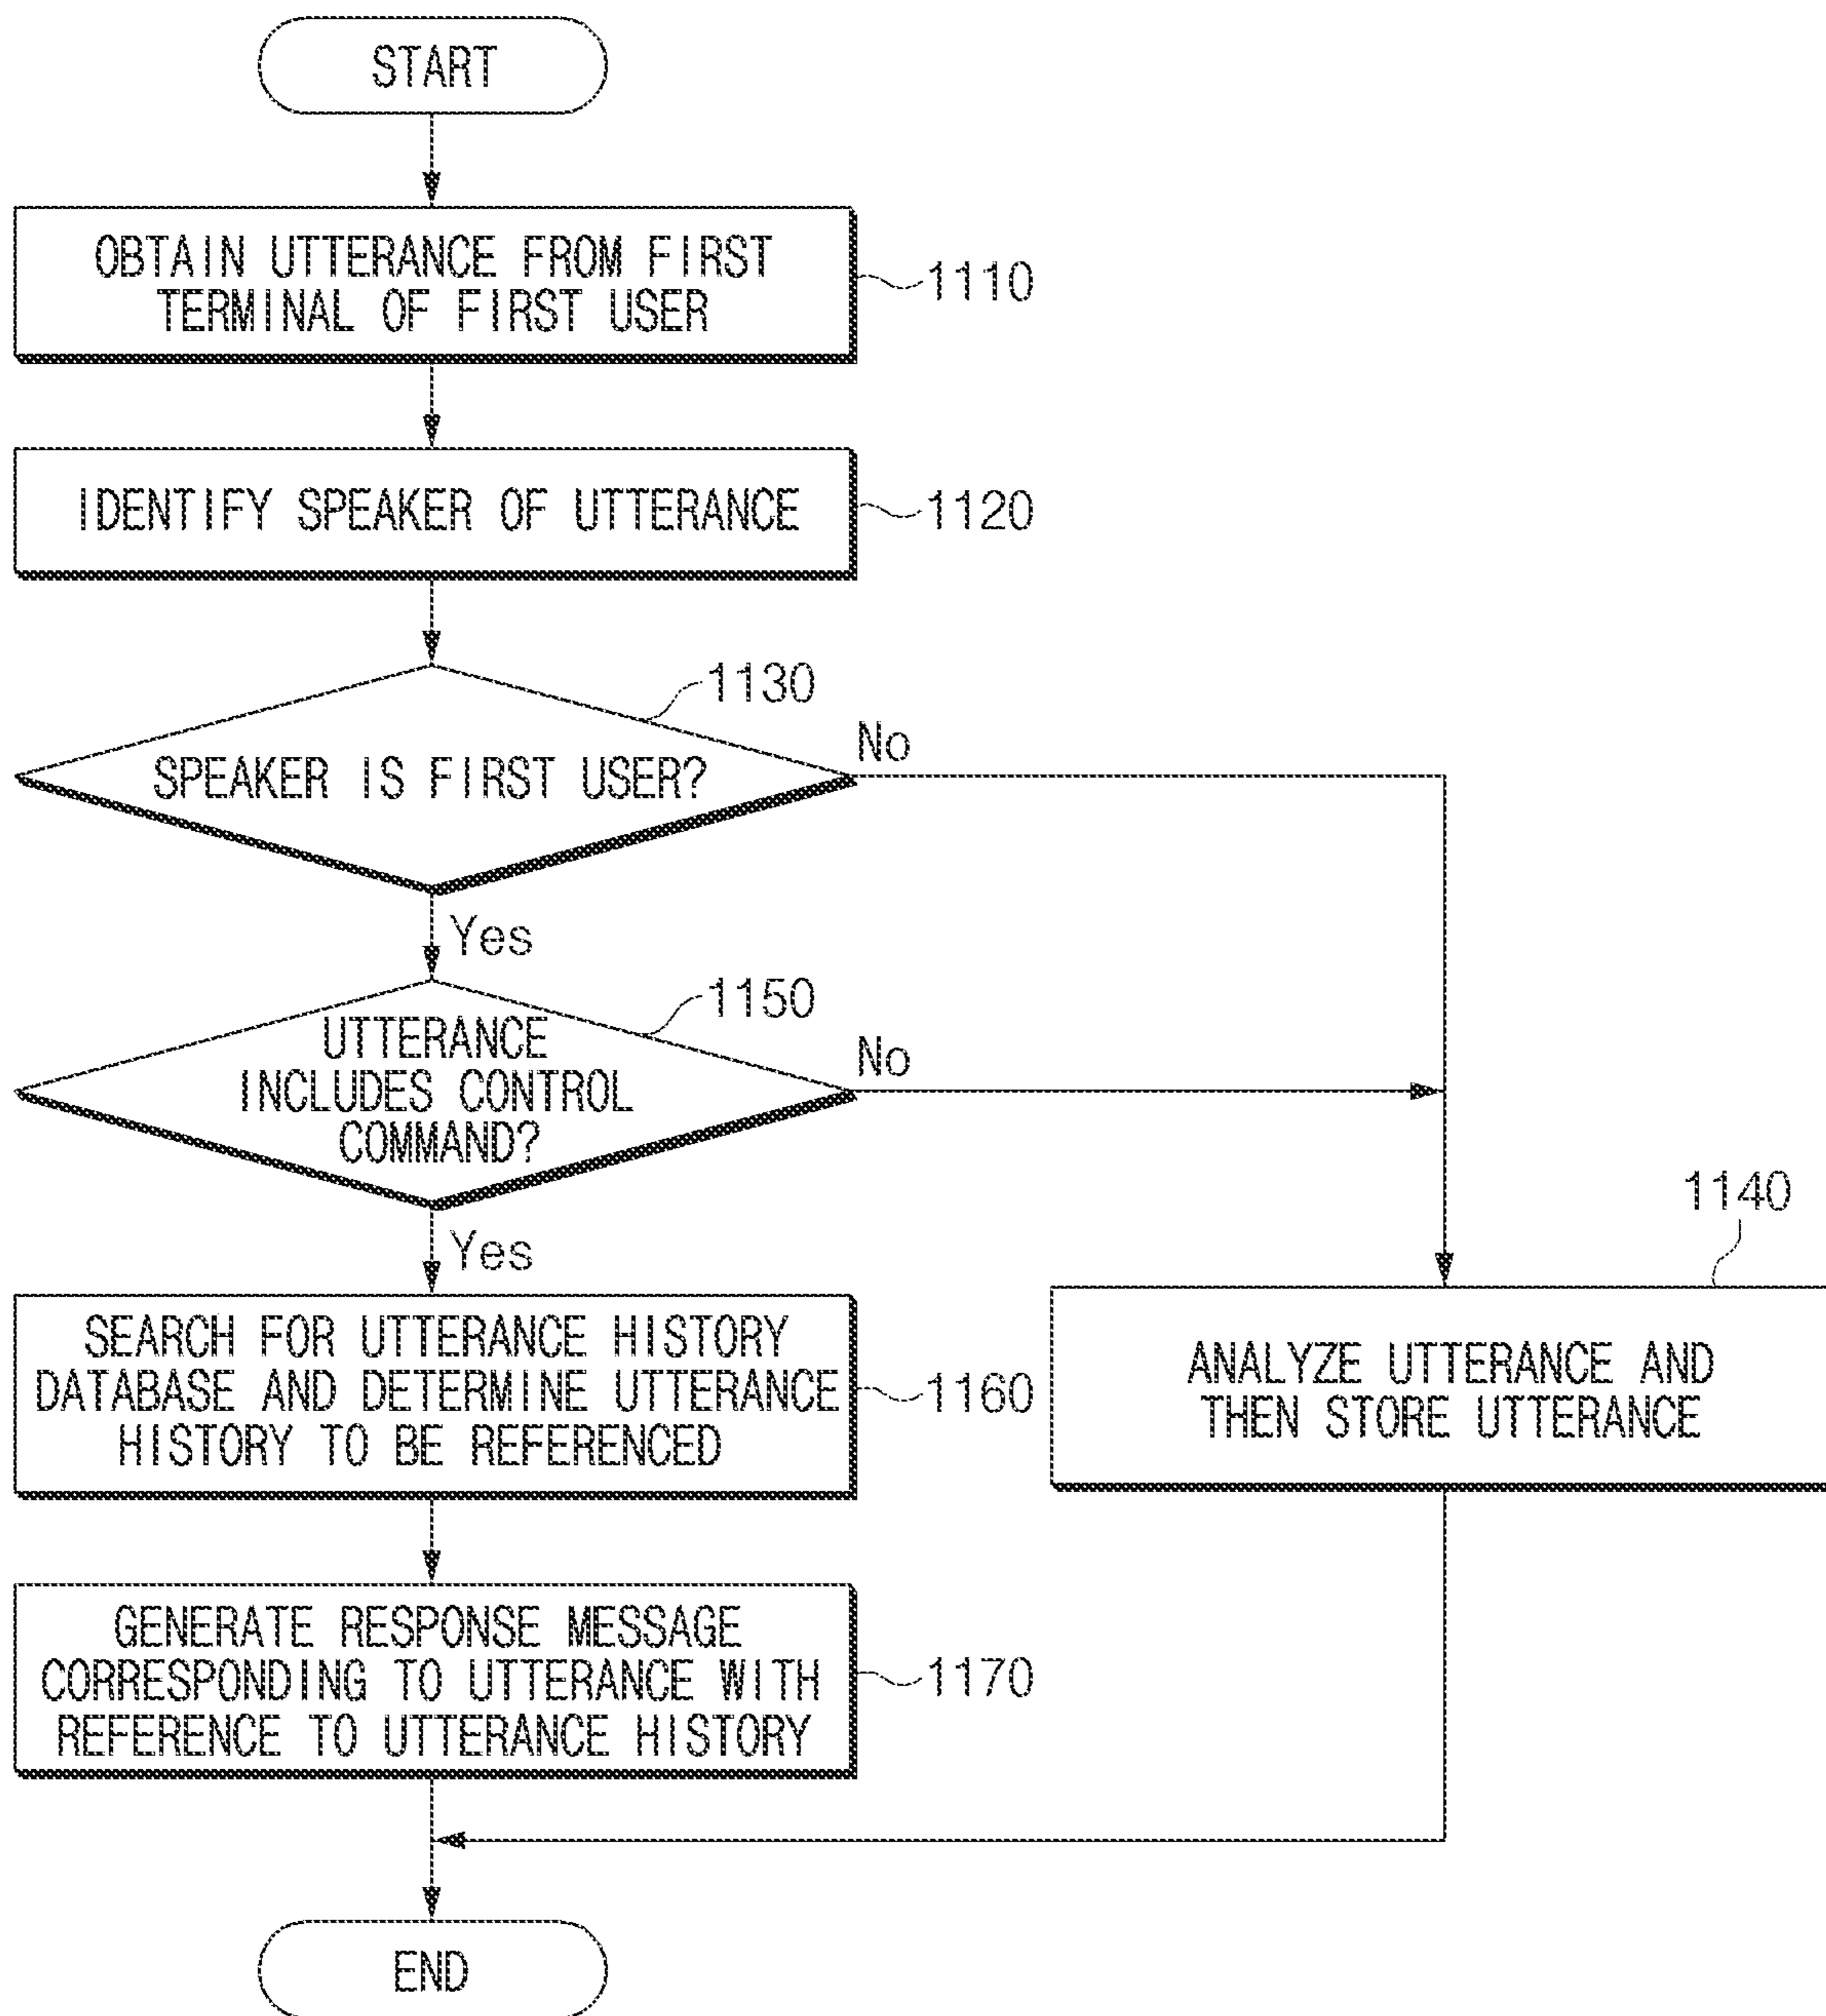 START
OBTAIN UTTERANCE FROM FIRST
TERMINAL OF FIRST USER
1110
IDENTIFY SPEAKER OF UTTERANCE
1120
1130
SPEAKER IS FIRST USER?
No
Yes
1150
UTTERANCE
INCLUDES CONTROL
COMMAND?
No
Yes
1140
SEARCH FOR UTTERANCE HISTORY
DATABASE AND DETERMINE UTTERANCE
HISTORY TO BE REFERENCED
1160
ANALYZE UTTERANCE AND
THEN STORE UTTERANCE
GENERATE RESPONSE MESSAGE
CORRESPONDING TO UTTERANCE WITH
REFERENCE TO UTTERANCE HISTORY
1170
END